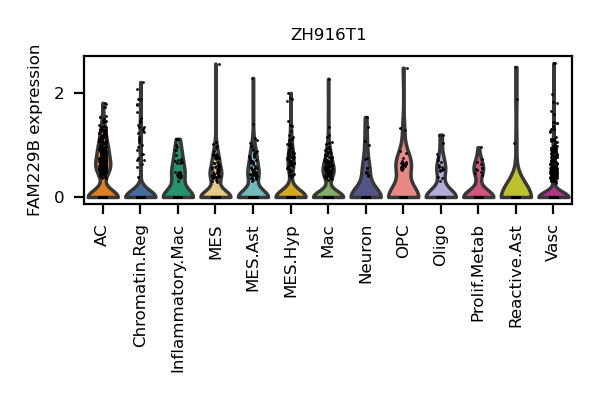 ZH916T1
FAM229B expression
2
0
AC
Chromatin.Reg
Inflammatory.Mac
MES
MES.Ast
MES.Hyp
Mac
Neuron
OPC
Oligo
Prolif.Metab
Reactive.Ast
Vasc